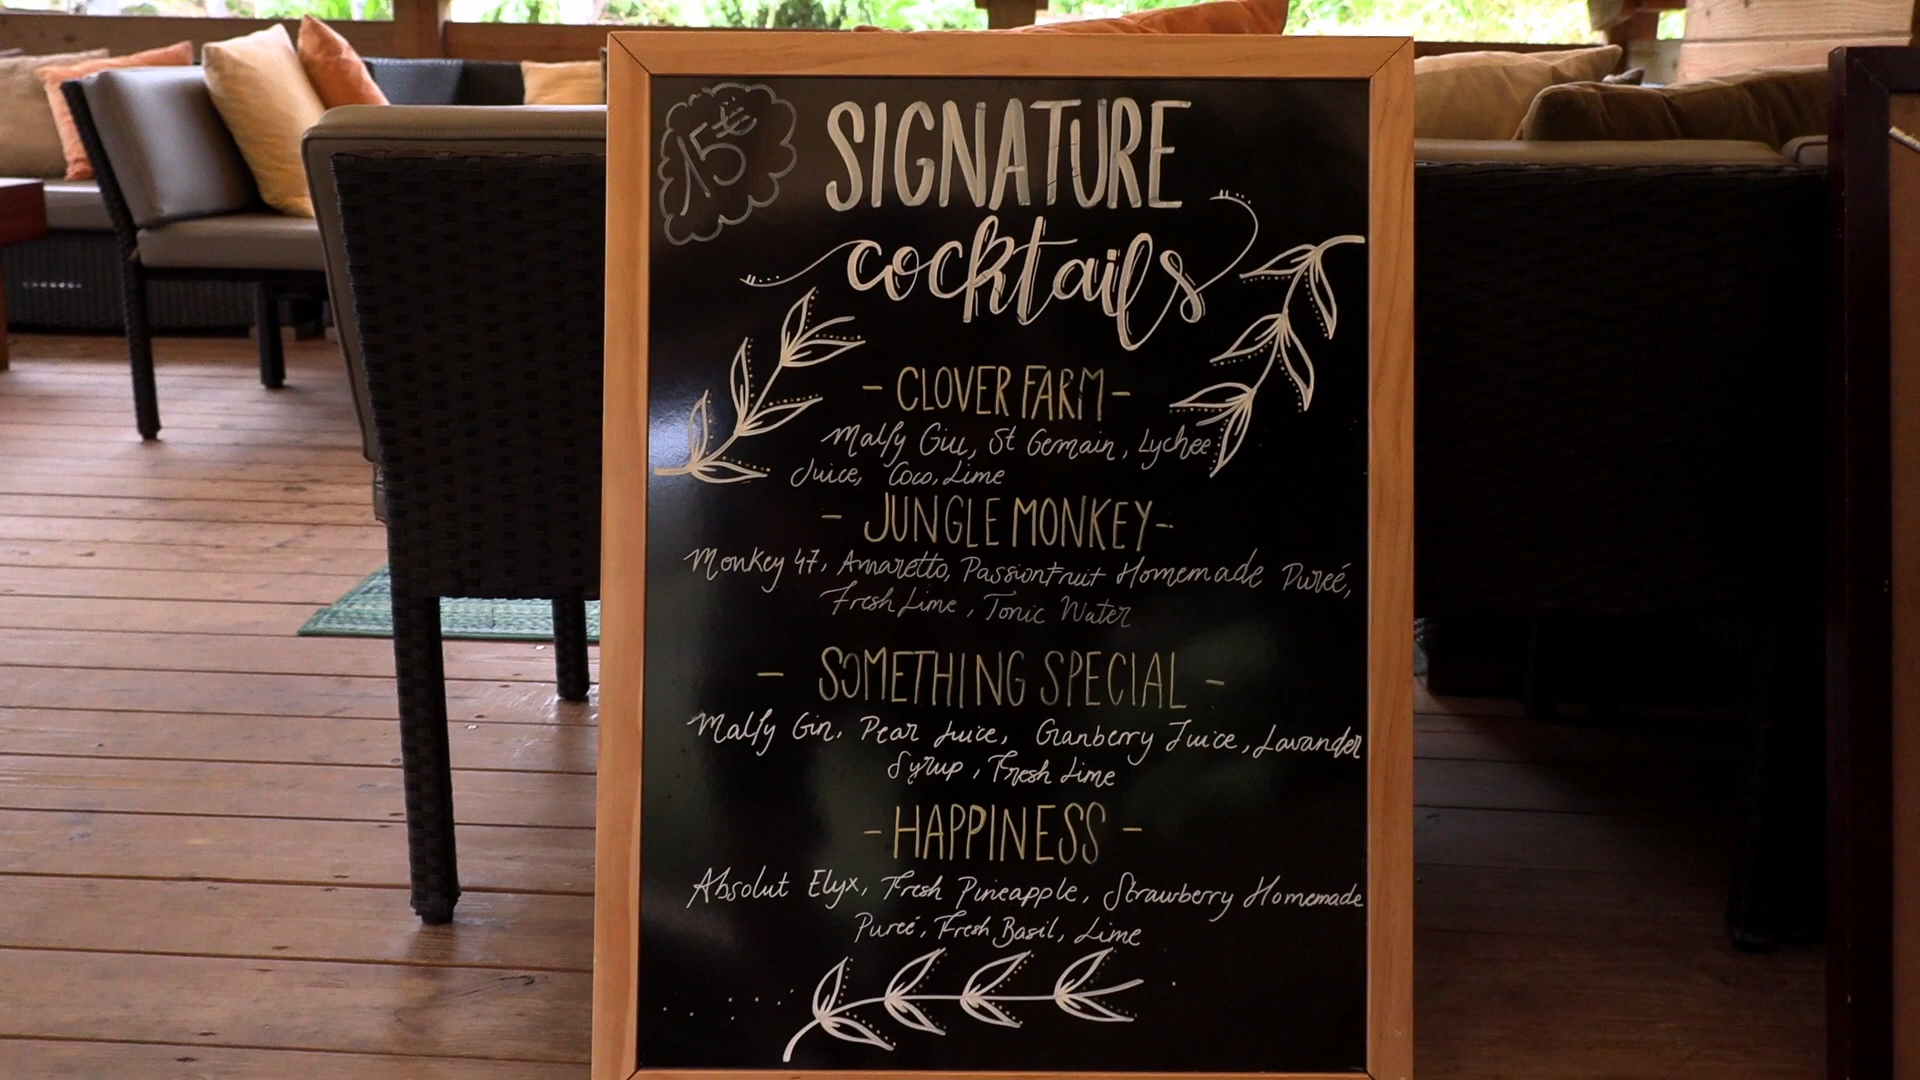 15€
SIGNATURE
cocktails
- CLOVER FARM -
Malfy Gin, St Germain, Lychee
Juice, Coco, Lime
- JUNGLE MONKEY -
Monkey 47, Amaretto, PassionFruit Homemade Pureé,
Fresh Lime, Tonic Water
- SOMETHING SPECIAL -
Malfy Gin, Pear Juice, Cranberry Juice, Lavander
Syrup, Fresh Lime
- HAPPINESS -
Absolut Elyx, Fresh Pineapple, Strawberry Homemade
Pureé, Fresh Basil, Lime